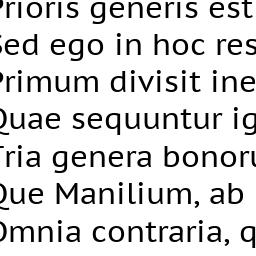 Prioris generis est
Sed ego in hoc res
Primum divisit ine
Quae sequuntur ig
Tria genera bonoru
Que Manilium, ab
Omnia contraria, q